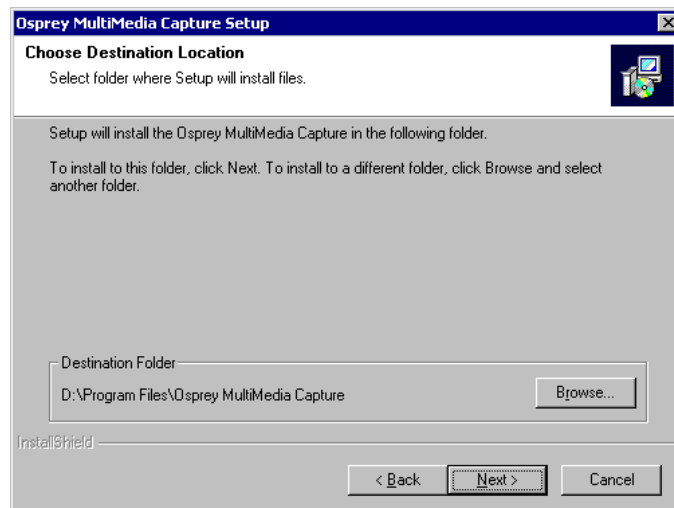 Osprey MultiMedia Capture Setup
Choose Destination Location
Select folder where Setup will install files.
Setup will install the Osprey MultiMedia Capture in the following folder.
To install to this folder, click Next. To install to a different folder, click Browse and select
another folder.
Destination Folder
D:\Program Files\Osprey MultiMedia Capture
Browse...
InstallShield
< Back
Next >
Cancel